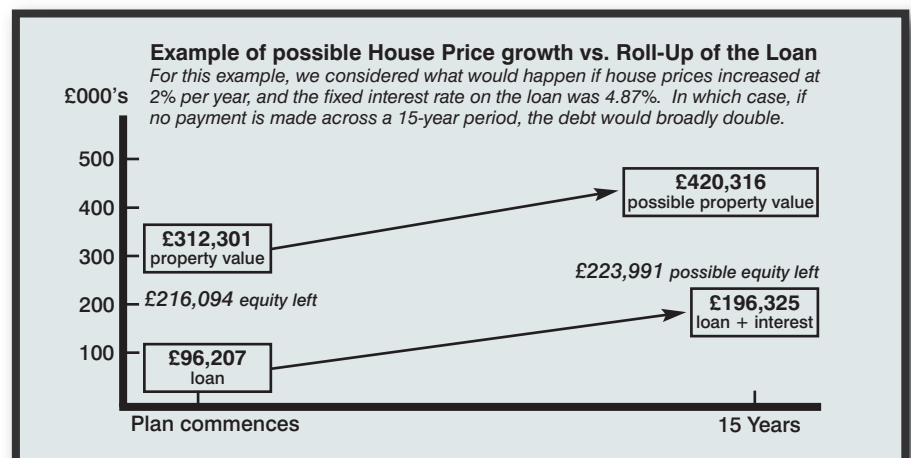 Example of possible House Price growth vs. Roll-Up of the Loan
For this example, we considered what would happen if house prices increased at
2% per year, and the fixed interest rate on the loan was 4.87%. In which case, if
no payment is made across a 15-year period, the debt would broadly double.
£000's
500
400
300
200
100
£312,301
property value
£420,316
possible property value
£216,094 equity left
£223,991 possible equity left
£96,207
loan
£196,325
loan + interest
Plan commences
15 Years